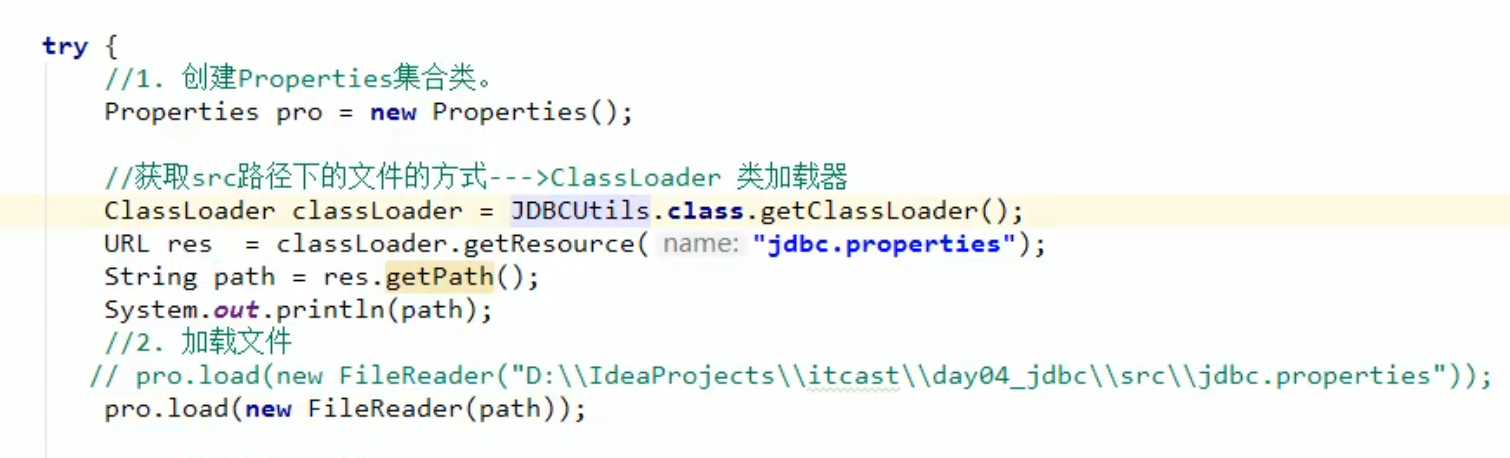 try {
//1. 创建Properties集合类。
Properties pro = new Properties();
//获取src路径下的文件的方式--->ClassLoader 类加载器
ClassLoader classLoader = JDBCUtils.class.getClassLoader();
URL res  = classLoader.getResource( name: "jdbc.properties");
String path = res.getPath();
System.out.println(path);
//2. 加载文件
// pro.load(new FileReader("D:\\IdeaProjects\\itcast\\day04_jdbc\\src\\jdbc.properties"));
pro.load(new FileReader(path));